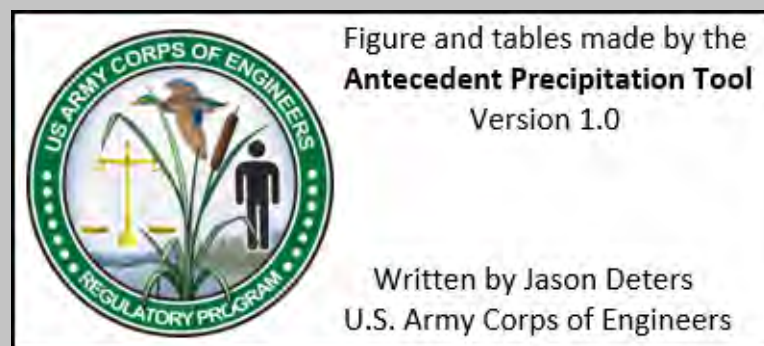 US ARMY CORPS OF ENGINEERS
REGULATORY PROGRAM
Figure and tables made by the
Antecedent Precipitation Tool
Version 1.0
Written by Jason Deters
U.S. Army Corps of Engineers